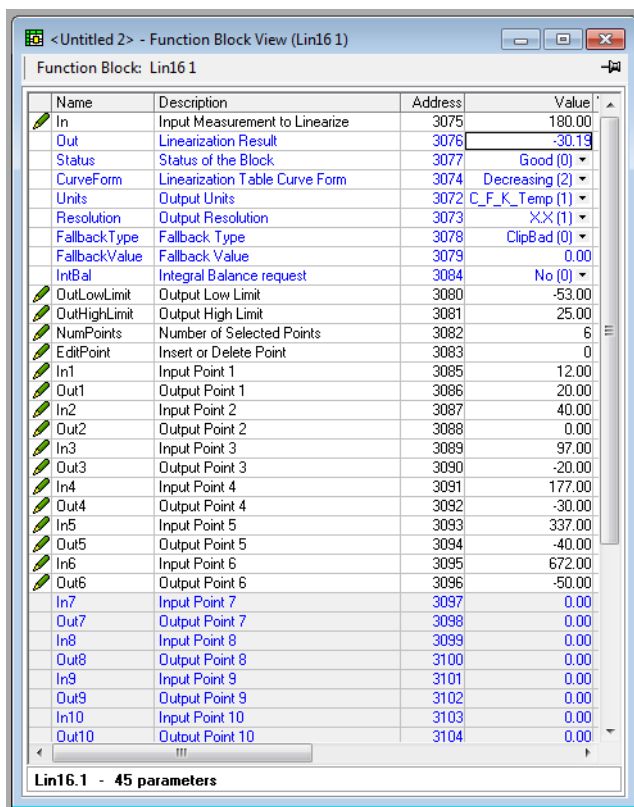 <Untitled 2> - Function Block View (Lin16 1)
Function Block: Lin16 1
Name Description Address Value
In Input Measurement to Linearize 3075 180.00
Out Linearization Result 3076 -30.19
Status Status of the Block 3077 Good (0)
CurveForm Linearization Table Curve Form 3074 Decreasing (2)
Units Output Units 3072 C_F_K_Temp (1)
Resolution Output Resolution 3073 X.X (1)
FallbackType Fallback Type 3078 ClipBad (0)
FallbackValue Fallback Value 3079 0.00
IntBal Integral Balance request 3084 No (0)
OutLowLimit Output Low Limit 3080 -53.00
OutHighLimit Output High Limit 3081 25.00
NumPoints Number of Selected Points 3082 6
EditPoint Insert or Delete Point 3083 0
In1 Input Point 1 3085 12.00
Out1 Output Point 1 3086 20.00
In2 Input Point 2 3087 40.00
Out2 Output Point 2 3088 0.00
In3 Input Point 3 3089 97.00
Out3 Output Point 3 3090 -20.00
In4 Input Point 4 3091 177.00
Out4 Output Point 4 3092 -30.00
In5 Input Point 5 3093 337.00
Out5 Output Point 5 3094 -40.00
In6 Input Point 6 3095 672.00
Out6 Output Point 6 3096 -50.00
In7 Input Point 7 3097 0.00
Out7 Output Point 7 3098 0.00
In8 Input Point 8 3099 0.00
Out8 Output Point 8 3100 0.00
In9 Input Point 9 3101 0.00
Out9 Output Point 9 3102 0.00
In10 Input Point 10 3103 0.00
Out10 Output Point 10 3104 0.00
Lin16.1 - 45 parameters